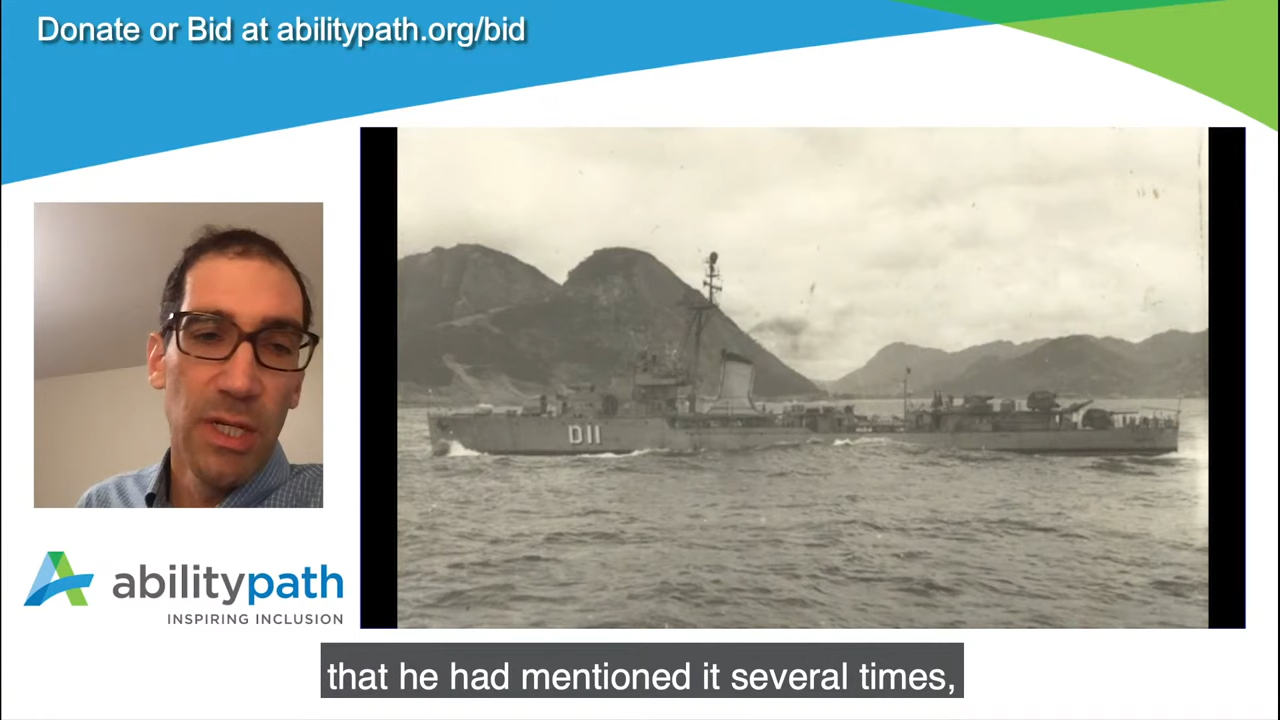 Donate or Bid at abilitypath.org/bid
D11
abilitypath
INSPIRING INCLUSION
that he had mentioned it several times,